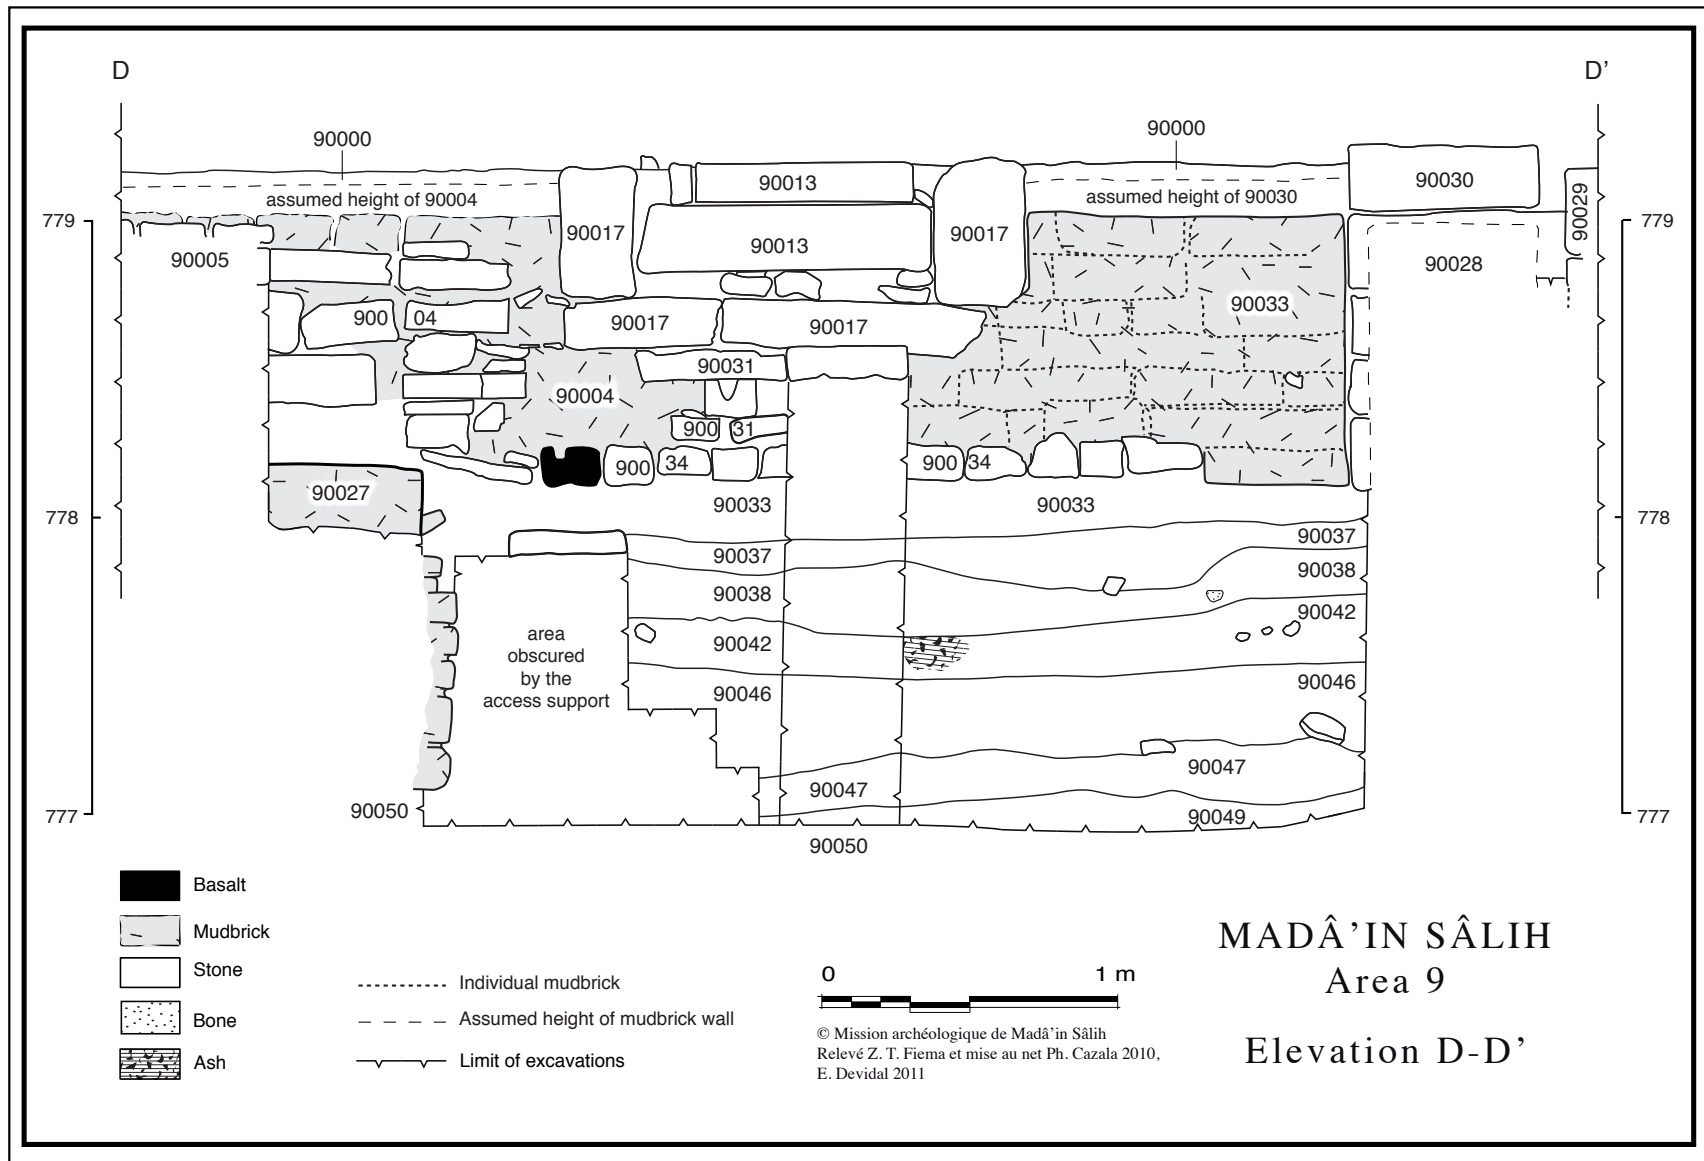 D
D’
90000
90000
assumed height of 90004
assumed height of 90030
90013
90013
90017
90017
90030
90029
779
779
90005
90028
90033
900 04
90017
90017
90031
90004
900 31
900 34
900 34
90027
90033
90033
778
778
90037
90037
90038
90038
90042
90042
area
obscured
by the
access support
90046
90046
90047
90047
90050
90049
777
777
90050
Basalt
Mudbrick
Stone
Bone
Ash
Individual mudbrick
Assumed height of mudbrick wall
Limit of excavations
0 1 m
© Mission archéologique de Madâ’in Sâlih
Relevé Z. T. Fiema et mise au net Ph. Cazala 2010,
E. Devidal 2011
MADÂ’IN SÂLIH
Area 9
Elevation D-D’